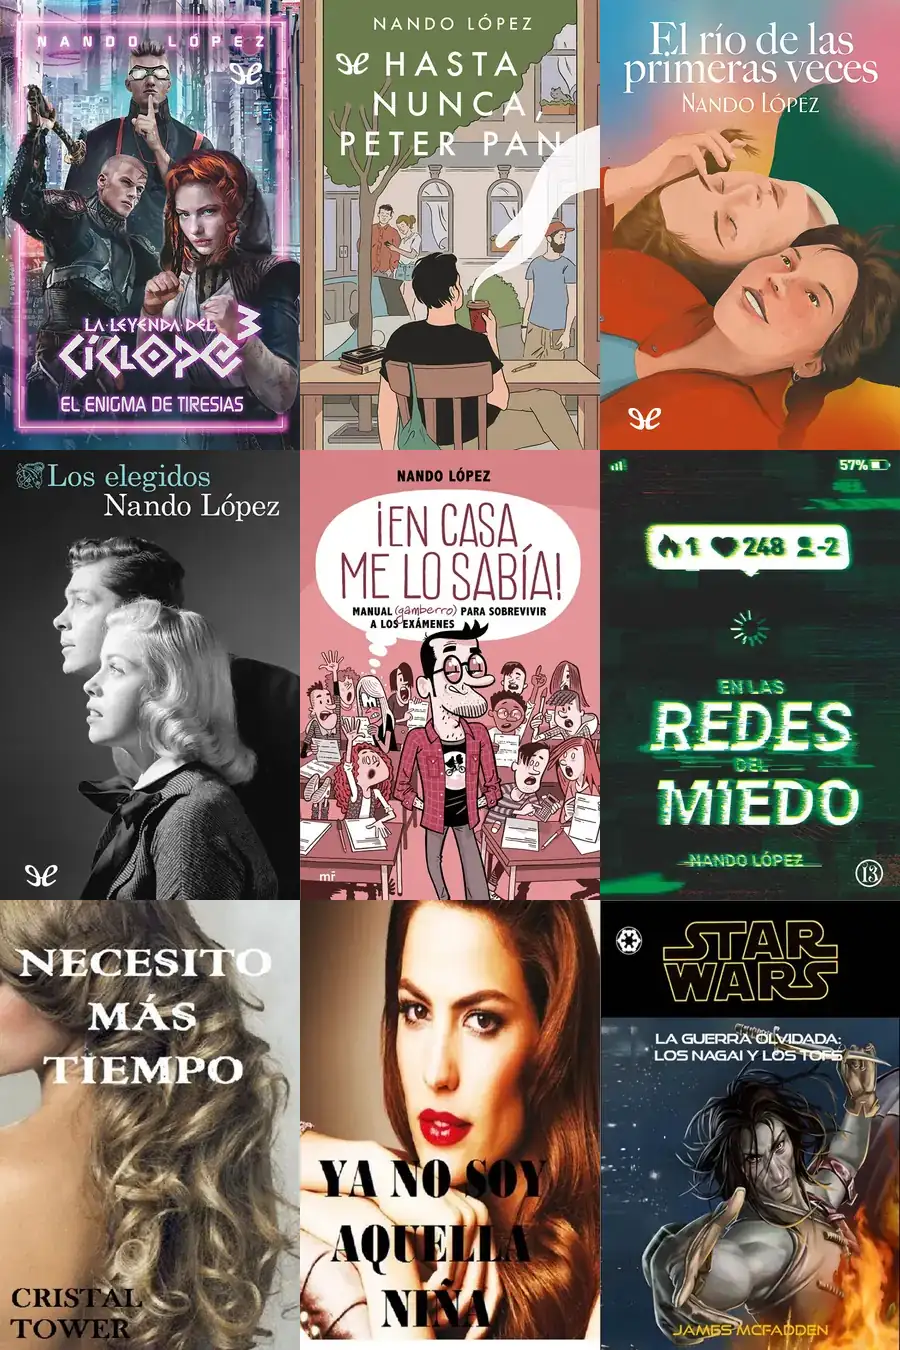 NANDO LÓPEZ
LA LEYENDA DEL
CÍCLOPE 3
EL ENIGMA DE TIRESIAS
NANDO LÓPEZ
HASTA
NUNCA,
PETER PAN
El río de las
primeras veces
NANDO LÓPEZ
Los elegidos
Nando López
NANDO LÓPEZ
¡EN CASA
ME LO SABÍA!
MANUAL (gamberro) PARA SOBREVIVIR
A LOS EXÁMENES
mr
57%
1 248 -2
EN LAS
REDES
DEL
MIEDO
NANDO LÓPEZ
13
NECESITO
MÁS
TIEMPO
CRISTAL
TOWER
YA NO SOY
AQUELLA
NIÑA
STAR
WARS
LA GUERRA OLVIDADA:
LOS NAGAI Y LOS TOFS
JAMES MCFADDEN